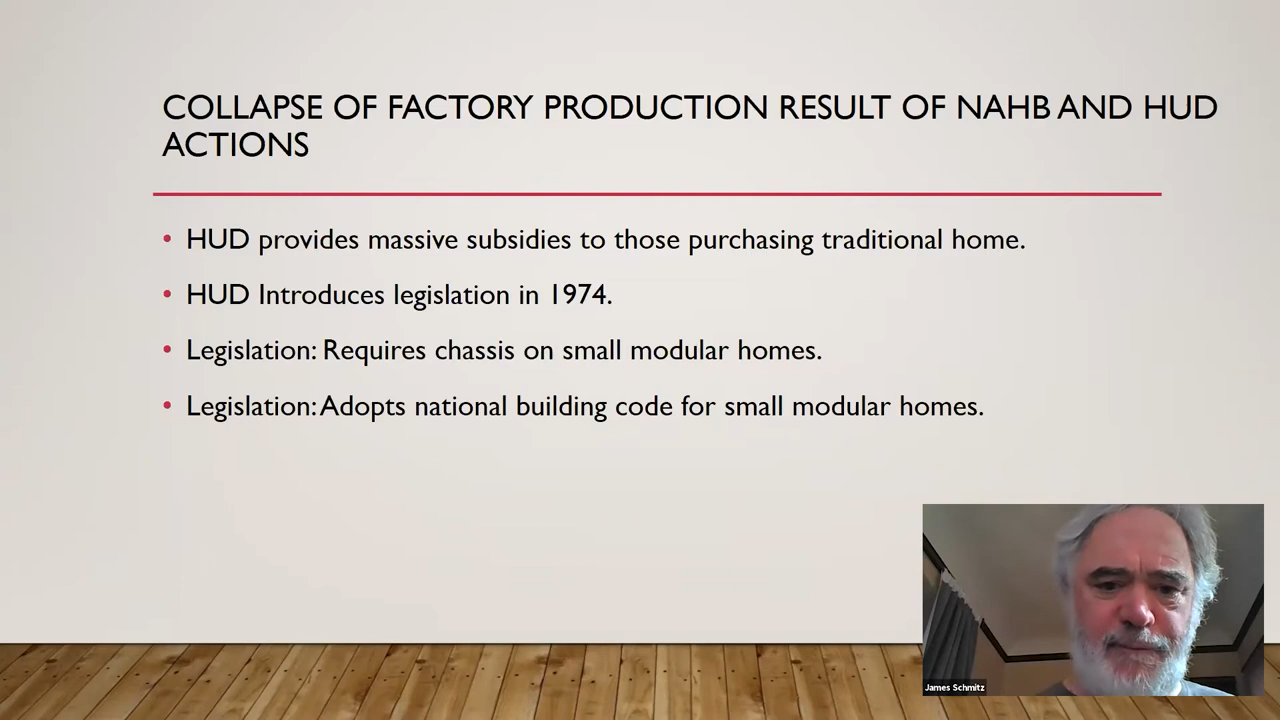 COLLAPSE OF FACTORY PRODUCTION RESULT OF NAHB AND HUD
ACTIONS
• HUD provides massive subsidies to those purchasing traditional home.
• HUD Introduces legislation in 1974.
• Legislation: Requires chassis on small modular homes.
• Legislation: Adopts national building code for small modular homes.
James Schmitz